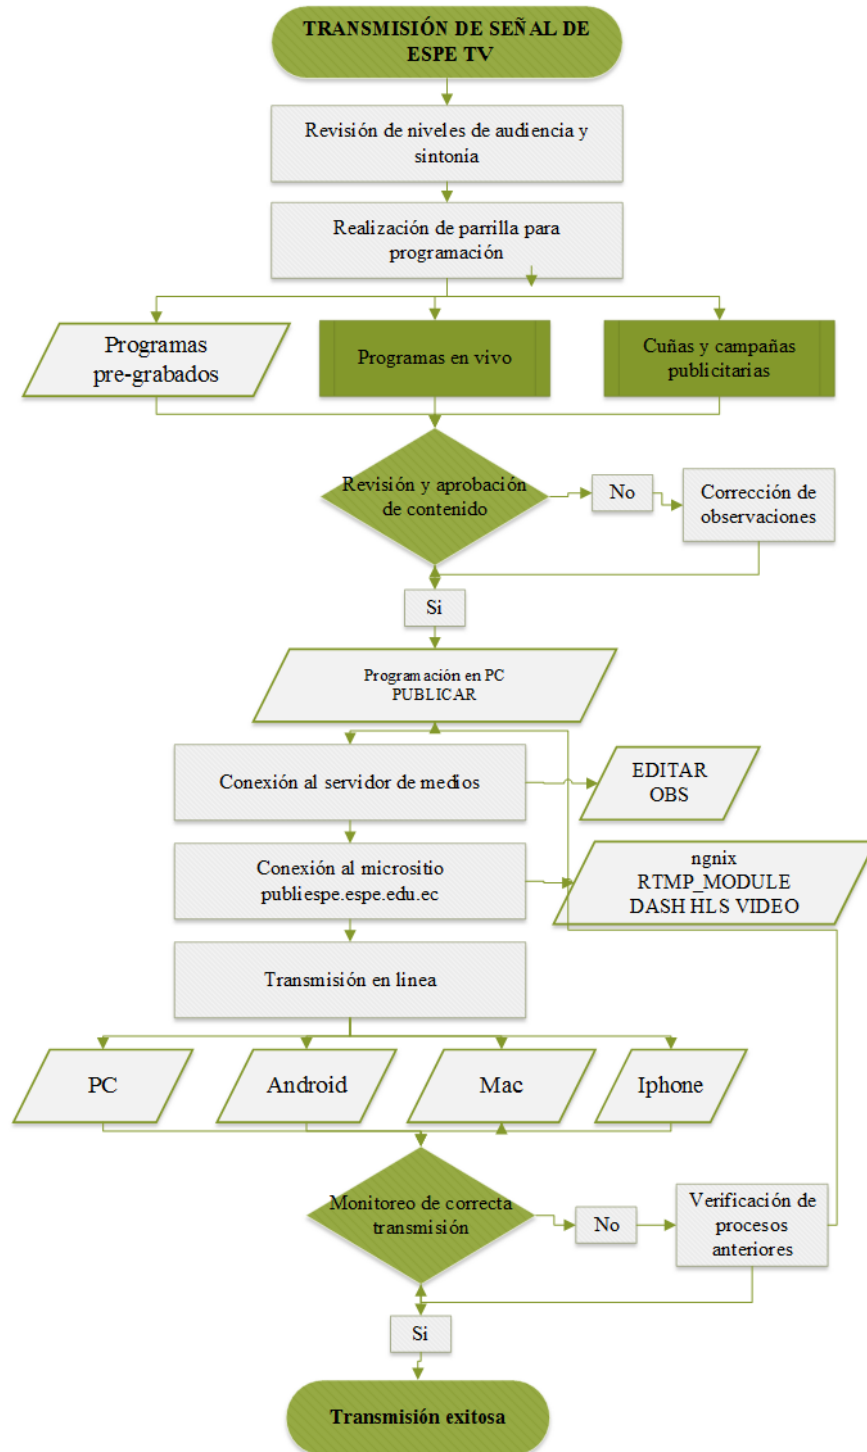 TRANSMISIÓN DE SEÑAL DE
ESPE TV
Revisión de niveles de audiencia y
sintonía
Realización de parrilla para
programación
Programas
pre-grabados
Programas en vivo
Cuñas y campañas
publicitarias
Revisión y aprobación
de contenido
No
Corrección de
observaciones
Si
Programación en PC
PUBLICAR
Conexión al servidor de medios
EDITAR
OBS
Conexión al micrositio
publiespe.espe.edu.ec
ngnix
RTMP_MODULE
DASH HLS VIDEO
Transmisión en linea
PC
Android
Mac
Iphone
Monitoreo de correcta
transmisión
No
Verificación de
procesos
anteriores
Si
Transmisión exitosa